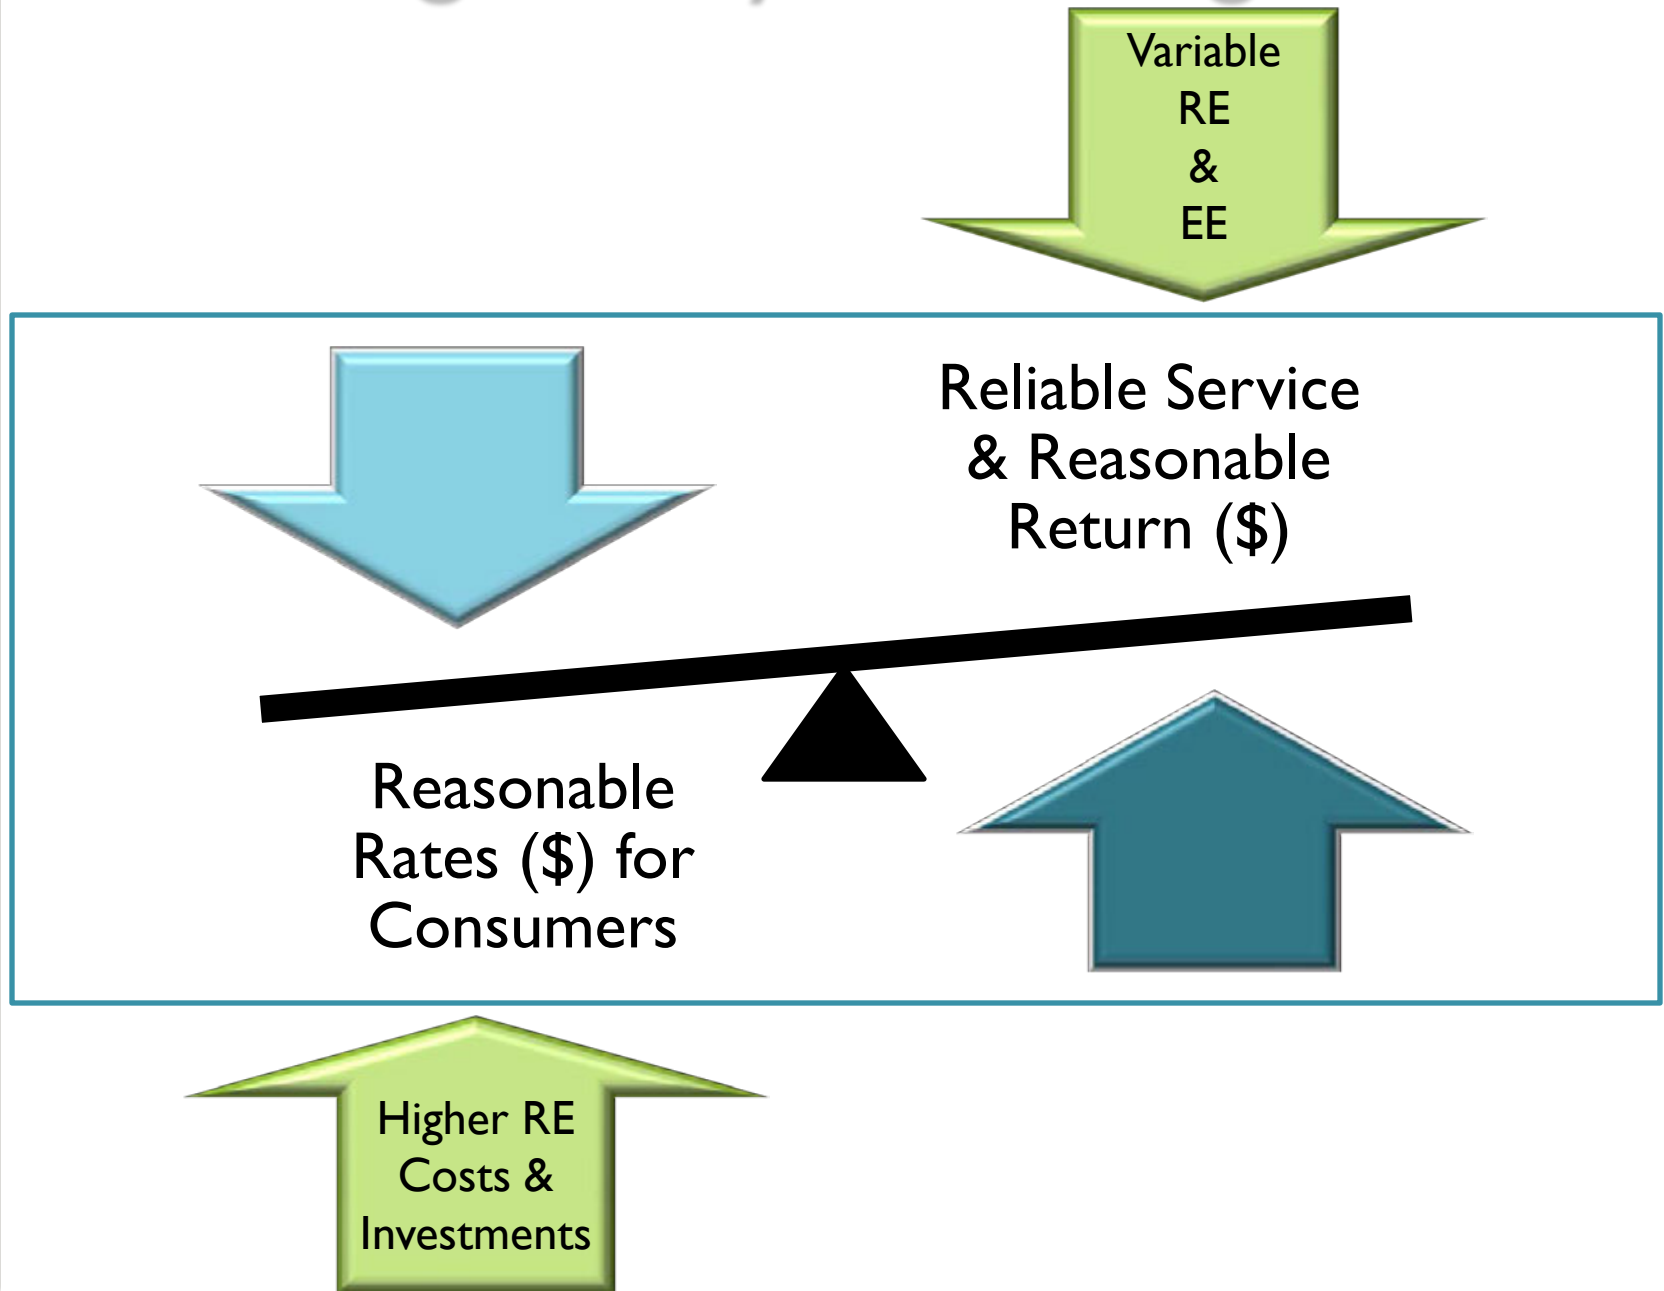 Variable
RE
&
EE
Reliable Service
& Reasonable
Return ($)
Reasonable
Rates ($) for
Consumers
Higher RE
Costs &
Investments